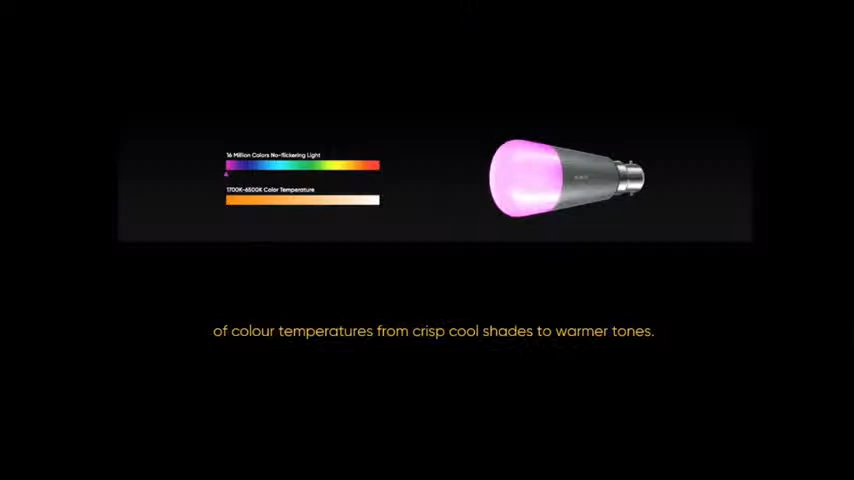 16 Million Colors No-flickering Light
1700K-6500K Color Temperature
of colour temperatures from crisp cool shades to warmer tones.